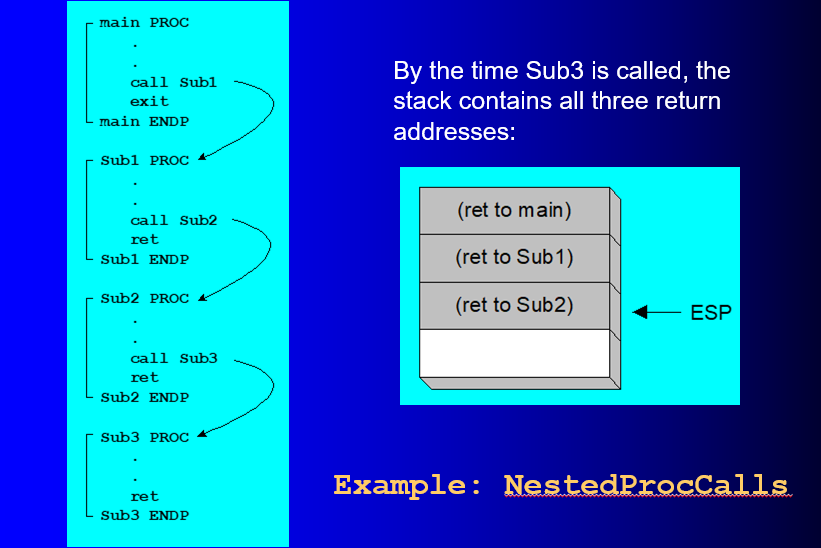 main PROC
.
.
call Sub1
exit
main ENDP
Sub1 PROC
.
.
call Sub2
ret
Sub1 ENDP
Sub2 PROC
.
.
call Sub3
ret
Sub2 ENDP
Sub3 PROC
.
.
ret
Sub3 ENDP
By the time Sub3 is called, the
stack contains all three return
addresses:
(ret to main)
(ret to Sub1)
(ret to Sub2)
ESP
Example: NestedProcCalls